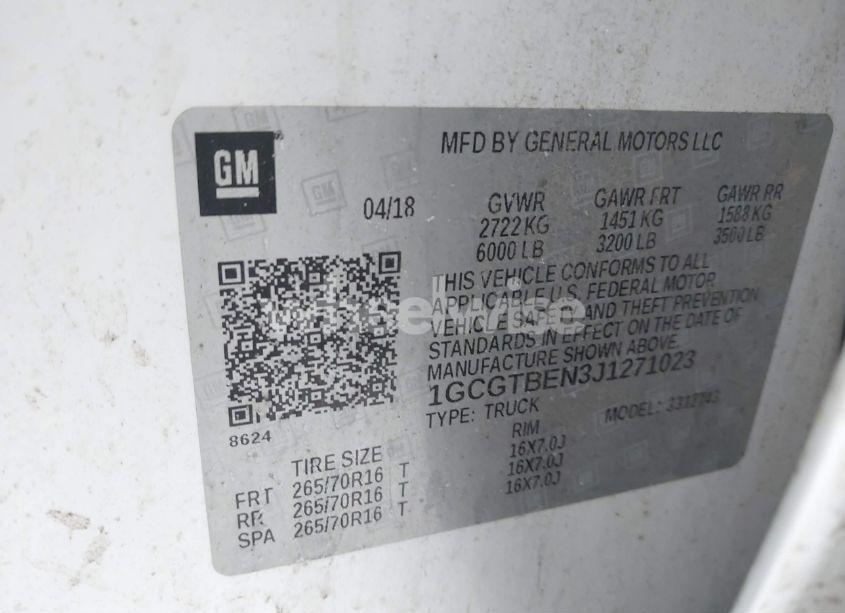 GM
MFD BY GENERAL MOTORS LLC
04/18
GVWR GAWR FRT GAWR RR
2722 KG 1451 KG 1588 KG
6000 LB 3200 LB 3500 LB
THIS VEHICLE CONFORMS TO ALL
APPLICABLE U.S. FEDERAL MOTOR
VEHICLE SAFETY AND THEFT PREVENTION
STANDARDS IN EFFECT ON THE DATE OF
MANUFACTURE SHOWN ABOVE.
1GCGTBEN3J1271023
TYPE: TRUCK MODEL:
8624
TIRE SIZE RIM
FRT 265/70R16 T 16X7.0J
RR 265/70R16 T 16X7.0J
SPA 265/70R16 T 16X7.0J